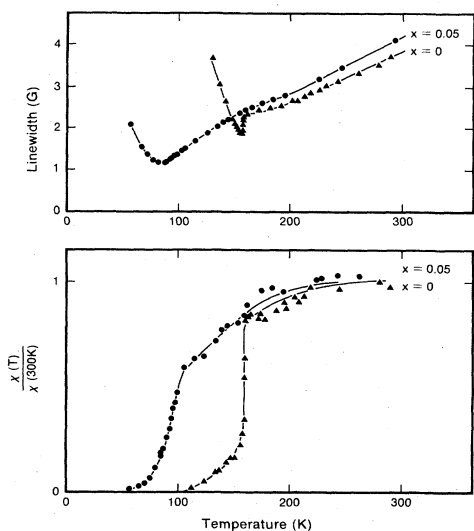 4
3
2
1
0
Linewidth (G)
x = 0.05
x = 0
0
100
200
300
1
0
χ (T)
χ (300K)
x = 0.05
x = 0
0
100
200
300
Temperature (K)